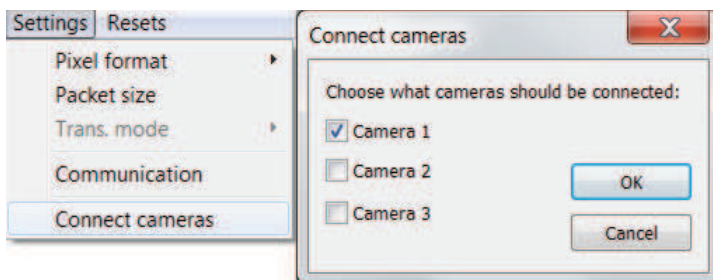 Settings Resets
Pixel format
Packet size
Trans. mode
Communication
Connect cameras
Connect cameras
Choose what cameras should be connected:
Camera 1
Camera 2
Camera 3
OK
Cancel